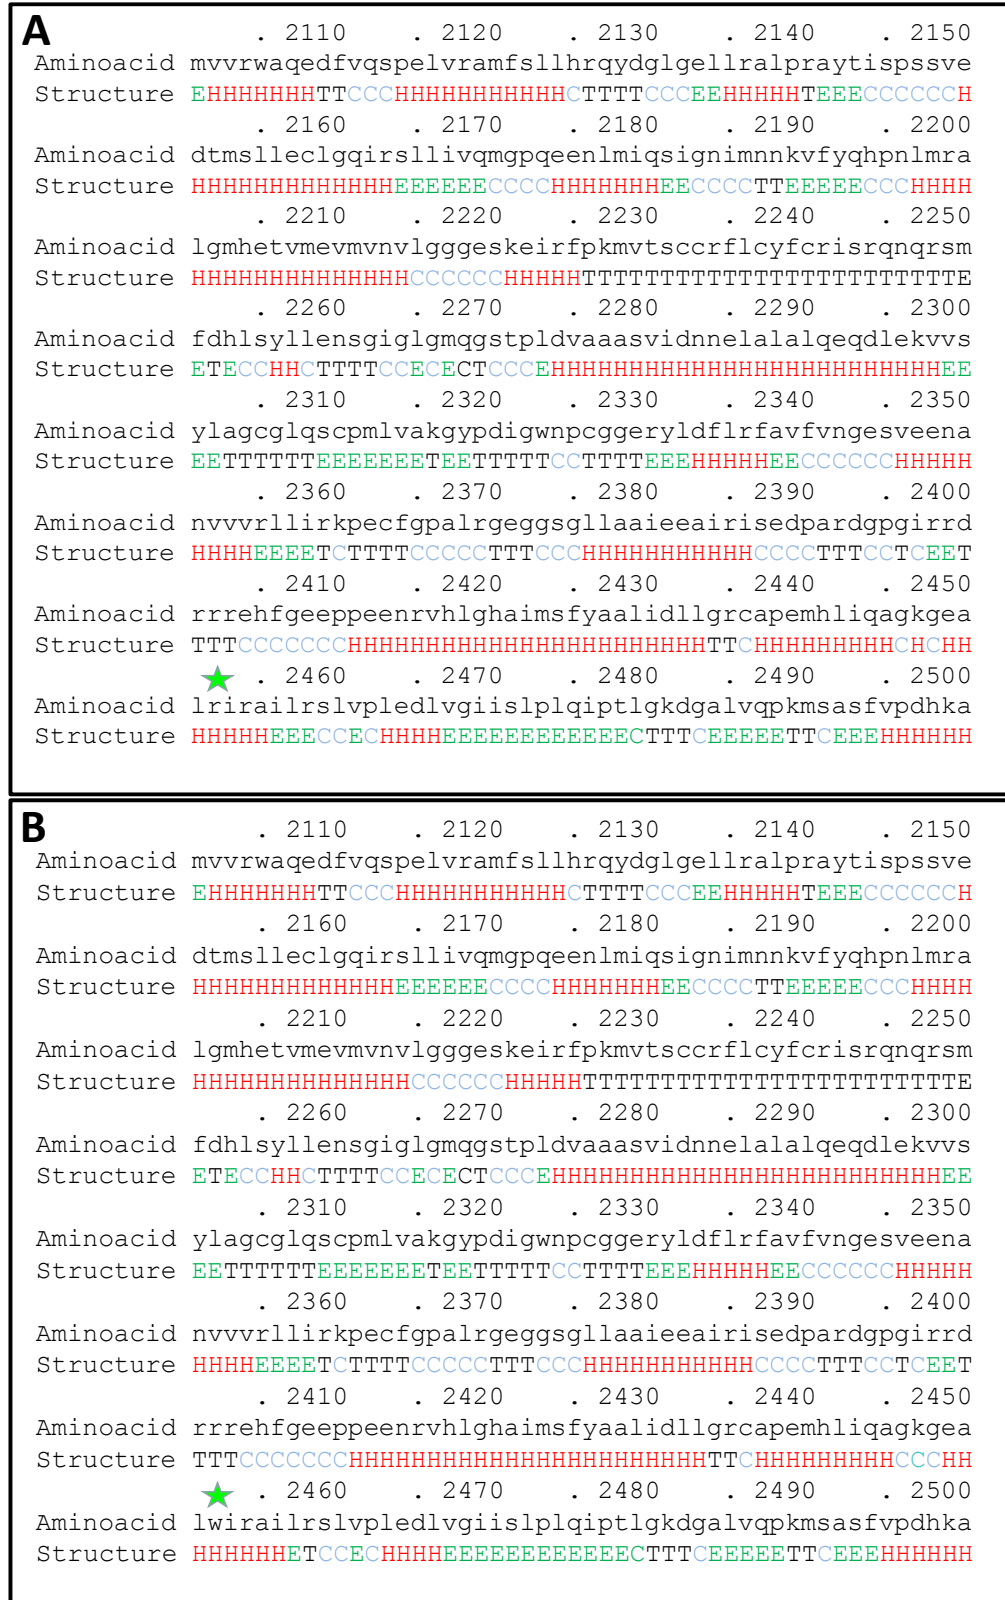 A
. 2110 . 2120 . 2130 . 2140 . 2150
Aminoacid mvvrwaqedfvqspelvramfsllhrqydglgellralpraytispssve
Structure EHHHHHHHTTCCCHHHHHHHHHHHCTTTTCCCEEHHHHHTEEECCCCCCH
. 2160 . 2170 . 2180 . 2190 . 2200
Aminoacid dtmslleclgqirsllivqmgpqeenlmiqsignimnnkvfyqhpnlmra
Structure HHHHHHHHHHHHHEEEEEECCCCHHHHHHHEECCCCTTEEEEECCCHHHH
. 2210 . 2220 . 2230 . 2240 . 2250
Aminoacid lgmhetvmevmvnvlgggeskeirfpkmvtsccrflcyfcrisrqnqrsm
Structure HHHHHHHHHHHHHHCCCCCCHHHHHTTTTTTTTTTTTTTTTTTTTTTTTE
. 2260 . 2270 . 2280 . 2290 . 2300
Aminoacid fdhlsyllensgiglgmqgstpldvaaasvidnnelalalqeqdlekvvs
Structure ETECCHHCTTTTCCECECTCCCEHHHHHHHHHHHHHHHHHHHHHHHHHEE
. 2310 . 2320 . 2330 . 2340 . 2350
Aminoacid ylagcglqscpmlvakgypdigwnpcggeryldflrfavfvngesveena
Structure EETTTTTTEEEEEEETEETTTTTCCTTTTEEEHHHHHEECCCCCCHHHHH
. 2360 . 2370 . 2380 . 2390 . 2400
Aminoacid nvvvrllirkpecfgpalrgeggsgllaaieeairisedpardgpgirrd
Structure HHHHEEEETCTTTTCCCCCTTTCCCHHHHHHHHHHHCCCCTTTCCTCEET
. 2410 . 2420 . 2430 . 2440 . 2450
Aminoacid rrrehfgeeppeenrvhlghaimsfyaalidllgrcapemhliqagkgea
Structure TTTCCCCCCCHHHHHHHHHHHHHHHHHHHHHHHTTCHHHHHHHHHCHCHH
. 2460 . 2470 . 2480 . 2490 . 2500
Aminoacid lrirailrslvpledlvgiislplqiptlgkdgalvqpkmsasfvpdhka
Structure HHHHHEEECCECHHHHEEEEEEEEEEEECTTTCEEEEETTCEEEHHHHHH
B
. 2110 . 2120 . 2130 . 2140 . 2150
Aminoacid mvvrwaqedfvqspelvramfsllhrqydglgellralpraytispssve
Structure EHHHHHHHTTCCCHHHHHHHHHHHCTTTTCCCEEHHHHHTEEECCCCCCH
. 2160 . 2170 . 2180 . 2190 . 2200
Aminoacid dtmslleclgqirsllivqmgpqeenlmiqsignimnnkvfyqhpnlmra
Structure HHHHHHHHHHHHHEEEEEECCCCHHHHHHHEECCCCTTEEEEECCCHHHH
. 2210 . 2220 . 2230 . 2240 . 2250
Aminoacid lgmhetvmevmvnvlgggeskeirfpkmvtsccrflcyfcrisrqnqrsm
Structure HHHHHHHHHHHHHHCCCCCCHHHHHTTTTTTTTTTTTTTTTTTTTTTTTE
. 2260 . 2270 . 2280 . 2290 . 2300
Aminoacid fdhlsyllensgiglgmqgstpldvaaasvidnnelalalqeqdlekvvs
Structure ETECCHHCTTTTCCECECTCCCEHHHHHHHHHHHHHHHHHHHHHHHHHEE
. 2310 . 2320 . 2330 . 2340 . 2350
Aminoacid ylagcglqscpmlvakgypdigwnpcggeryldflrfavfvngesveena
Structure EETTTTTTEEEEEEETEETTTTTCCTTTTEEEHHHHHEECCCCCCHHHHH
. 2360 . 2370 . 2380 . 2390 . 2400
Aminoacid nvvvrllirkpecfgpalrgeggsgllaaieeairisedpardgpgirrd
Structure HHHHEEEETCTTTTCCCCCTTTCCCHHHHHHHHHHHCCCCTTTCCTCEET
. 2410 . 2420 . 2430 . 2440 . 2450
Aminoacid rrrehfgeeppeenrvhlghaimsfyaalidllgrcapemhliqagkgea
Structure TTTCCCCCCCHHHHHHHHHHHHHHHHHHHHHHHTTCHHHHHHHHHCCCHH
. 2460 . 2470 . 2480 . 2490 . 2500
Aminoacid lwirailrslvpledlvgiislplqiptlgkdgalvqpkmsasfvpdhka
Structure HHHHHHETCCECHHHHEEEEEEEEEEEECTTTCEEEEETTCEEEHHHHHH